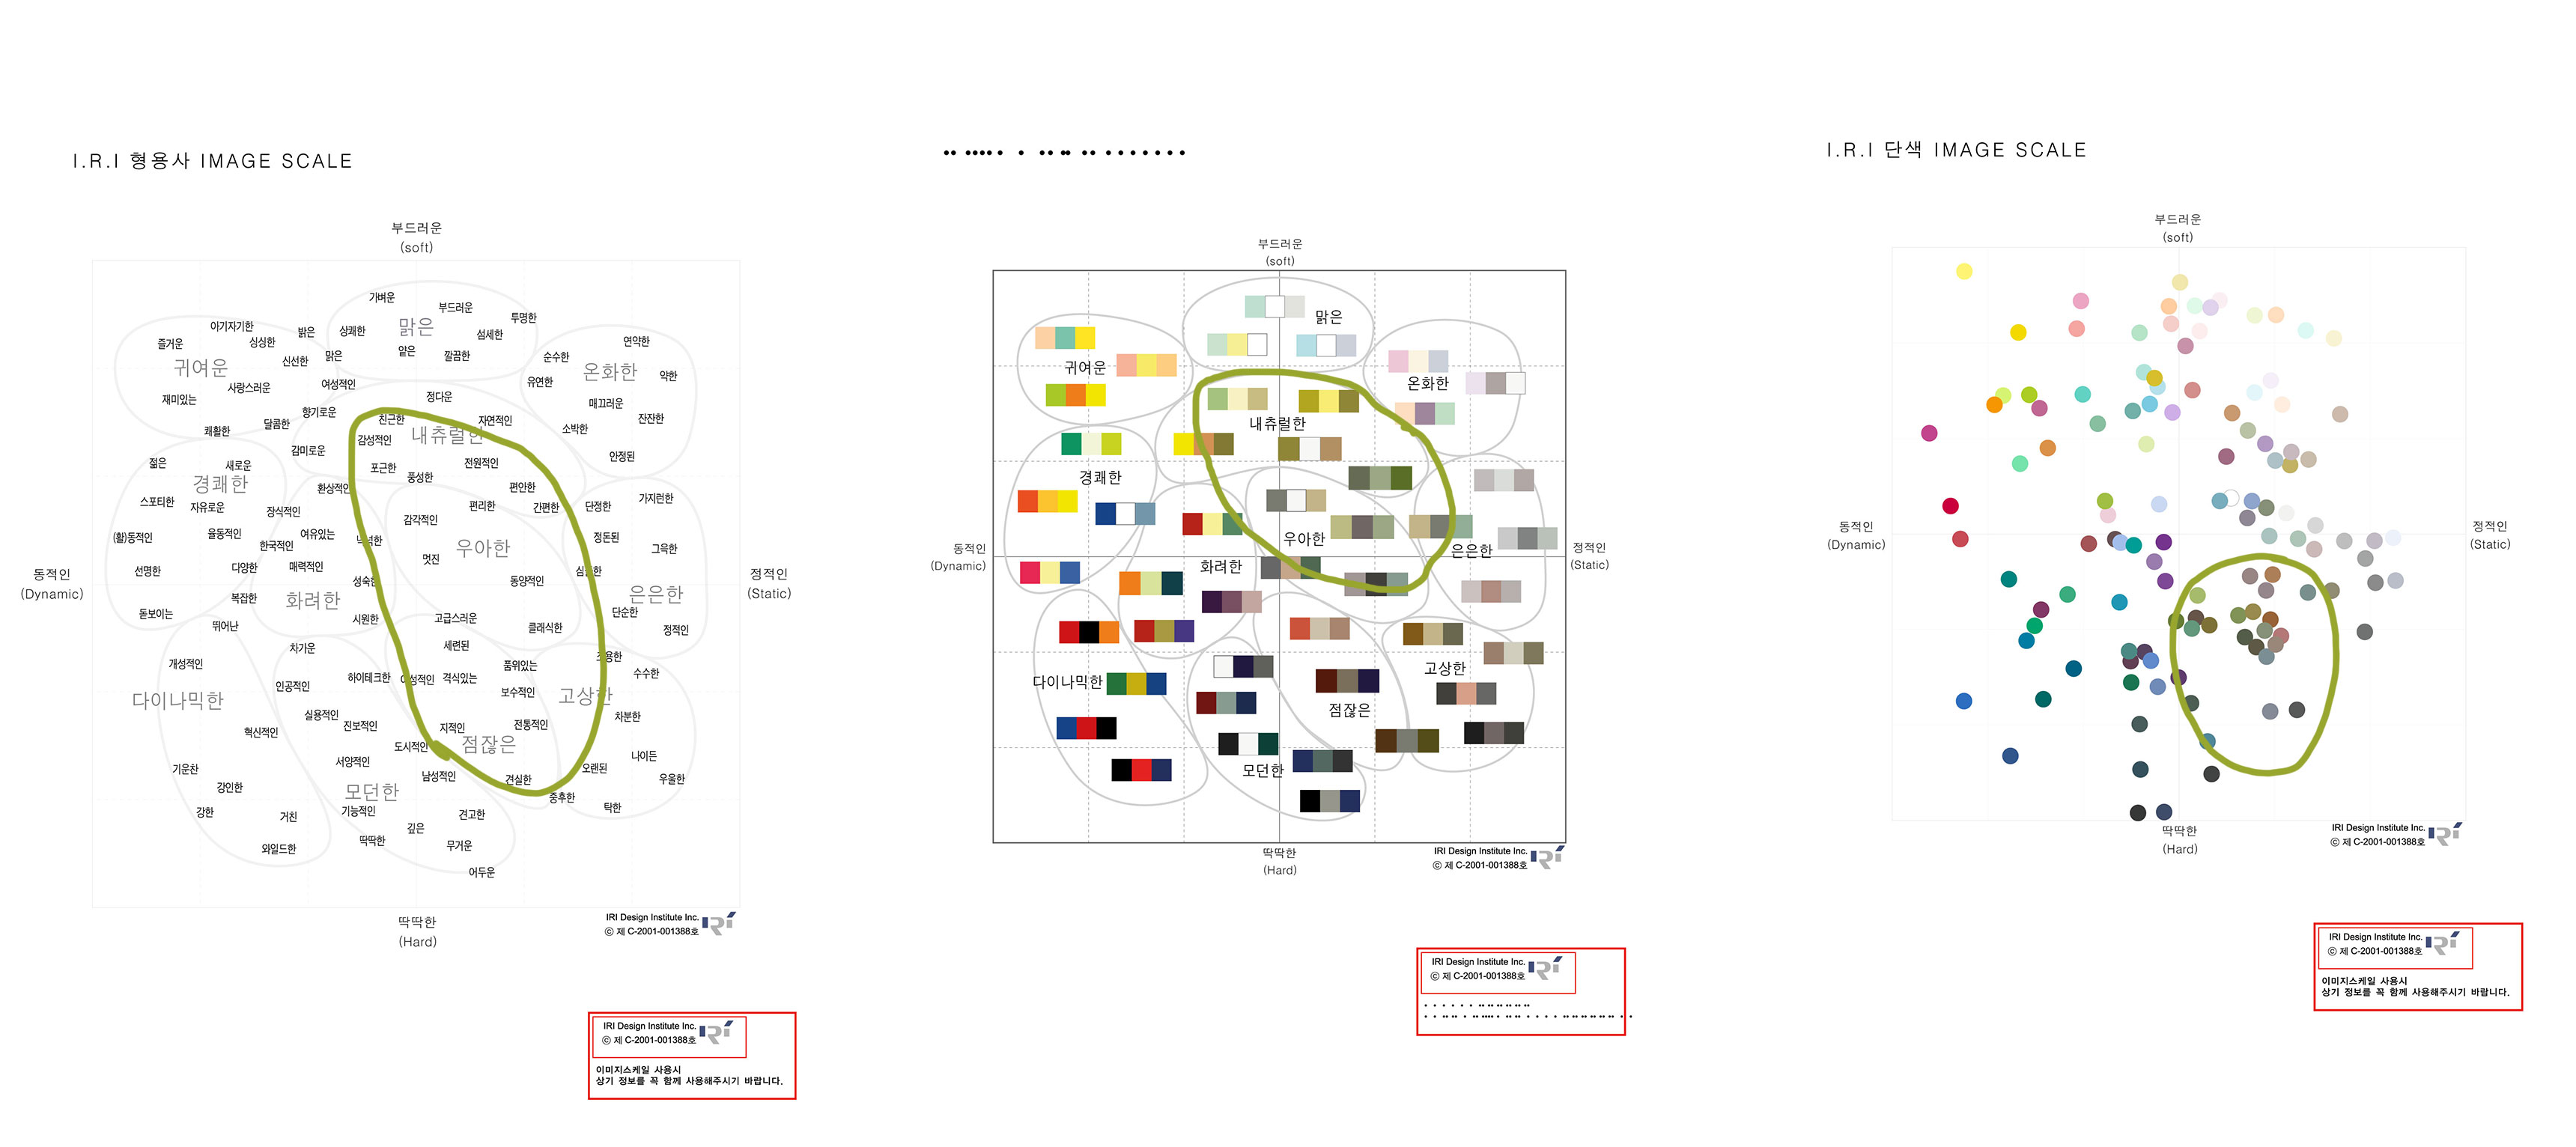 I.R.I 형용사 IMAGE SCALE
부드러운
(soft)
가벼운
부드러운
투명한
아기자기한
밝은
상쾌한
맑은
섬세한
즐거운
싱싱한
연약한
신선한
맑은
얕은
깔끔한
순수한
귀여운
온화한
사랑스러운
여성적인
유연한
약한
재미있는
정다운
매끄러운
향기로운
친근한
자연적인
잔잔한
쾌활한
달콤한
감성적인
내츄럴한
소박한
감미로운
안정된
젊은
새로운
포근한
전원적인
경쾌한
풍성한
환상적인
편안한
스포티한
자유로운
장식적인
편리한
간편한
단정한
가지런한
감각적인
(활)동적인
율동적인
여유있는
한국적인
정돈된
우아한
그윽한
멋진
선명한
다양한
매력적인
동적인
(Dynamic)
동양적인
정적인
(Static)
복잡한
화려한
은은한
돋보이는
시원한
고급스러운
단순한
뛰어난
클래식한
정적인
차가운
세련된
개성적인
품위있는
수수한
인공적인
하이테크한
격식있는
다이나믹한
보수적인
고상한
실용적인
진보적인
지적인
전통적인
차분한
혁신적인
도시적인
점잖은
서양적인
나이든
기운찬
남성적인
견실한
오래된
우울한
강인한
모던한
중후한
강한
거친
기능적인
견고한
탁한
깊은
와일드한
딱딱한
무거운
어두운
딱딱한
(Hard)
IRI Design Institute Inc.
ⓒ 제 C-2001-001388호
IRI
IRI Design Institute Inc.
ⓒ 제 C-2001-001388호
IRI
이미지스케일 사용시
상기 정보를 꼭 함께 사용해주시기 바랍니다.
부드러운
(soft)
맑은
귀여운
온화한
내츄럴한
경쾌한
우아한
은은한
동적인
(Dynamic)
정적인
(Static)
화려한
다이나믹한
고상한
점잖은
모던한
딱딱한
(Hard)
IRI Design Institute Inc.
ⓒ 제 C-2001-001388호
IRI
IRI Design Institute Inc.
ⓒ 제 C-2001-001388호
IRI
I.R.I 단색 IMAGE SCALE
부드러운
(soft)
동적인
(Dynamic)
정적인
(Static)
딱딱한
(Hard)
IRI Design Institute Inc.
ⓒ 제 C-2001-001388호
IRI
IRI Design Institute Inc.
ⓒ 제 C-2001-001388호
IRI
이미지스케일 사용시
상기 정보를 꼭 함께 사용해주시기 바랍니다.